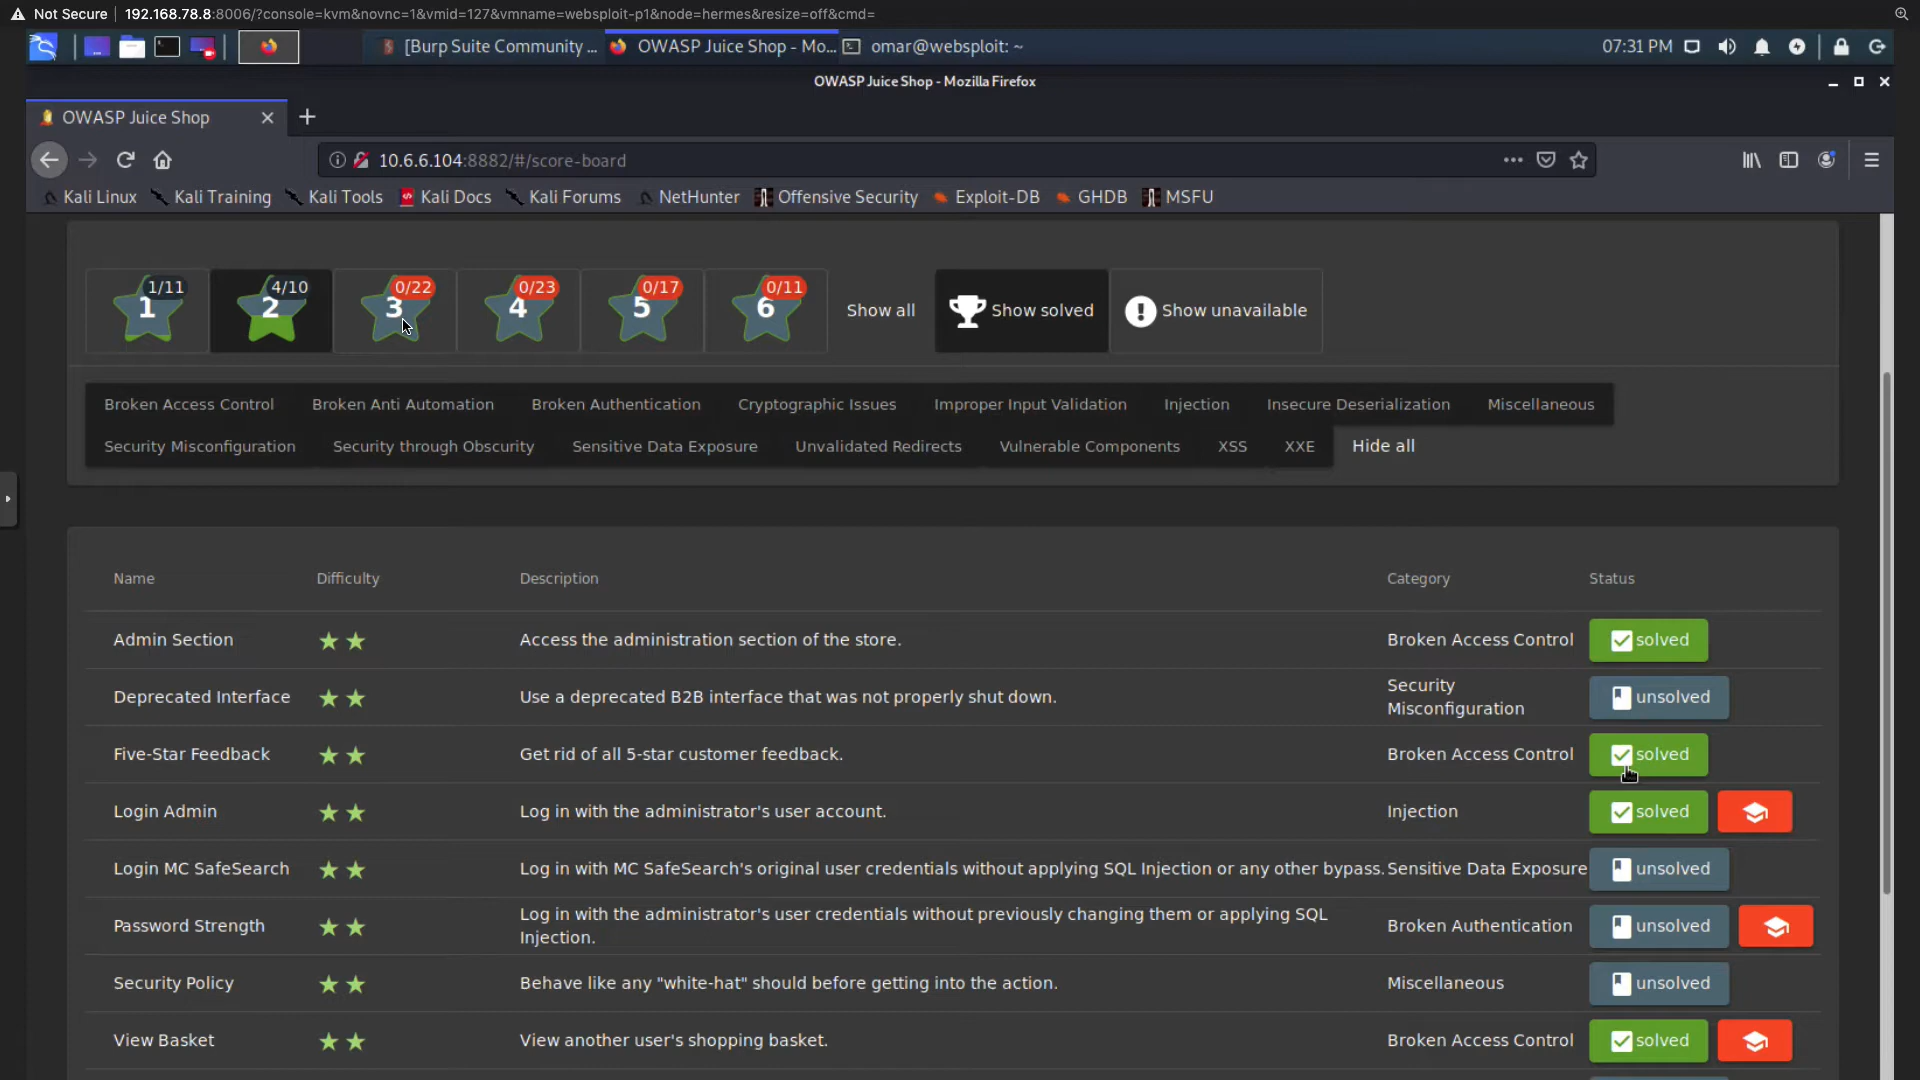 Not Secure 192.168.78.8:8006/?console=kvm&novnc=1&vmid=127&vmname=websploit-p1&node=hermes&resize=off&cmd=
[Burp Suite Community ... OWASP Juice Shop - Mo... omar@websploit: ~ 07:31 PM
OWASP Juice Shop - Mozilla Firefox
OWASP Juice Shop
10.6.6.104:8882/#/score-board
Kali Linux Kali Training Kali Tools Kali Docs Kali Forums NetHunter Offensive Security Exploit-DB GHDB MSFU
1/11 4/10 0/22 0/23 0/17 0/11
1 2 3 4 5 6 Show all Show solved Show unavailable
Broken Access Control Broken Anti Automation Broken Authentication Cryptographic Issues Improper Input Validation Injection Insecure Deserialization Miscellaneous
Security Misconfiguration Security through Obscurity Sensitive Data Exposure Unvalidated Redirects Vulnerable Components XSS XXE Hide all
Name Difficulty Description Category Status
Admin Section Access the administration section of the store. Broken Access Control solved
Deprecated Interface Use a deprecated B2B interface that was not properly shut down. Security
Misconfiguration unsolved
Five-Star Feedback Get rid of all 5-star customer feedback. Broken Access Control solved
Login Admin Log in with the administrator's user account. Injection solved
Login MC SafeSearch Log in with MC SafeSearch's original user credentials without applying SQL Injection or any other bypass. Sensitive Data Exposure unsolved
Password Strength Log in with the administrator's user credentials without previously changing them or applying SQL
Injection. Broken Authentication unsolved
Security Policy Behave like any "white-hat" should before getting into the action. Miscellaneous unsolved
View Basket View another user's shopping basket. Broken Access Control solved